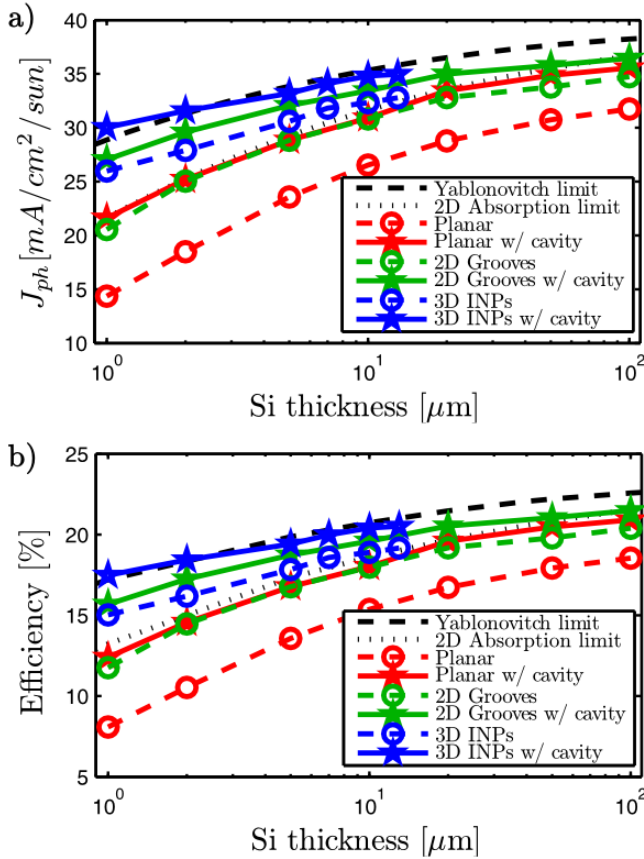 a)
40
35
30
25
20
15
10
J_ph [mA/cm^2/sun]
Yablonovitch limit
2D Absorption limit
Planar
Planar w/ cavity
2D Grooves
2D Grooves w/ cavity
3D INPs
3D INPs w/ cavity
10^0 10^1 10^2
Si thickness [μm]
b)
25
20
15
10
5
Efficiency [%]
Yablonovitch limit
2D Absorption limit
Planar
Planar w/ cavity
2D Grooves
2D Grooves w/ cavity
3D INPs
3D INPs w/ cavity
10^0 10^1 10^2
Si thickness [μm]